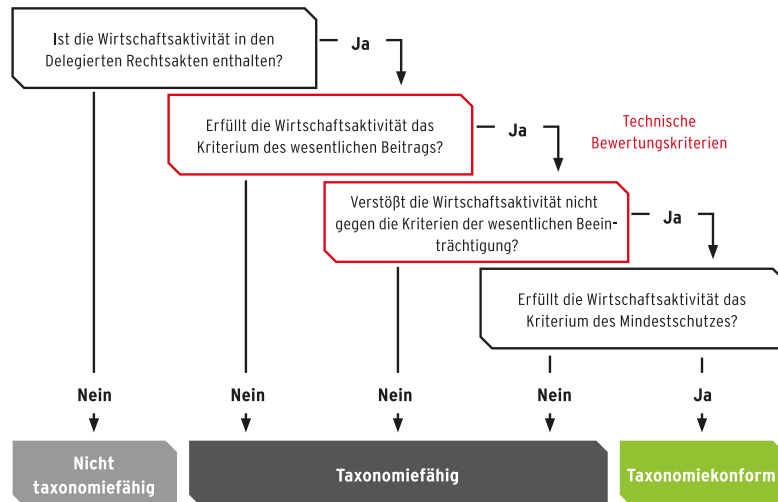 Ist die Wirtschaftsaktivität in den
Delegierten Rechtsakten enthalten?
Ja
Erfüllt die Wirtschaftsaktivität das
Kriterium des wesentlichen Beitrags?
Ja
Technische
Bewertungskriterien
Verstößt die Wirtschaftsaktivität nicht
gegen die Kriterien der wesentlichen Beein-
trächtigung?
Ja
Erfüllt die Wirtschaftsaktivität das
Kriterium des Mindestschutzes?
Nein
Nein
Nein
Nein
Ja
Nicht
taxonomiefähig
Taxonomiefähig
Taxonomiekonform